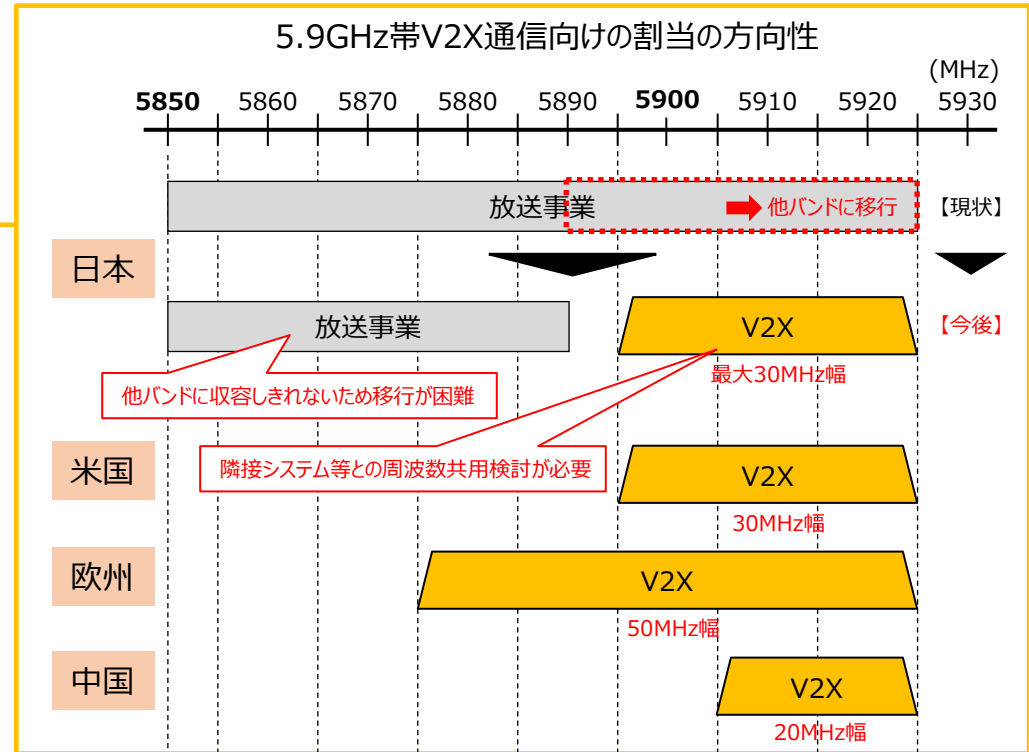 5.9GHz帯V2X通信向けの割当の方向性
(MHz)
5850 5860 5870 5880 5890 5900 5910 5920 5930
放送事業
他バンドに移行
【現状】
日本
放送事業
V2X
【今後】
最大30MHz幅
他バンドに収容しきれないため移行が困難
隣接システム等との周波数共用検討が必要
米国
V2X
30MHz幅
欧州
V2X
50MHz幅
中国
V2X
20MHz幅